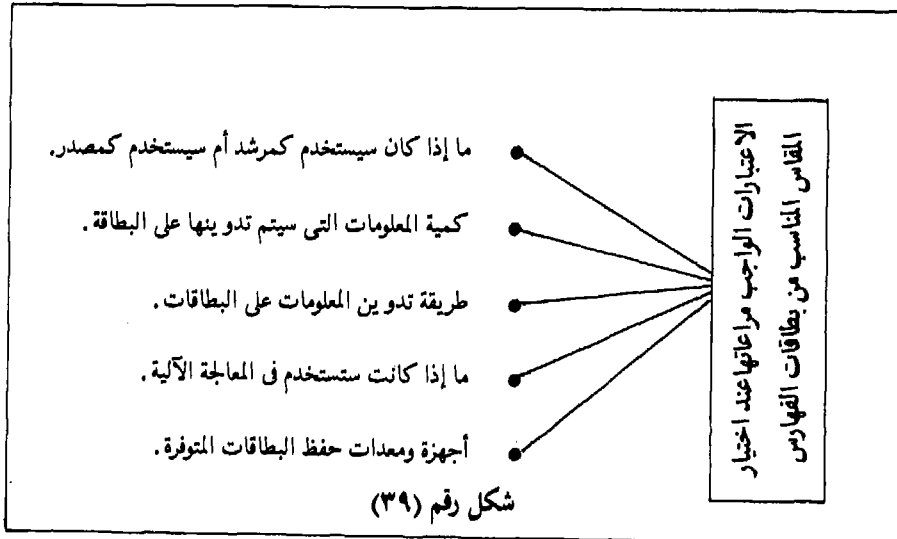 الاعتبارات الواجب مراعاتها عند اختيار
المقاس المناسب من بطاقات الفهارس
ما إذا كان سيستخدم كمرشد أم سيستخدم كمصدر.
كمية المعلومات التى سيتم تدوينها على البطاقة.
طريقة تدوين المعلومات على البطاقات.
ما إذا كانت ستستخدم فى المعالجة الآلية.
أجهزة ومعدات حفظ البطاقات المتوفرة.
شكل رقم (٣٩)